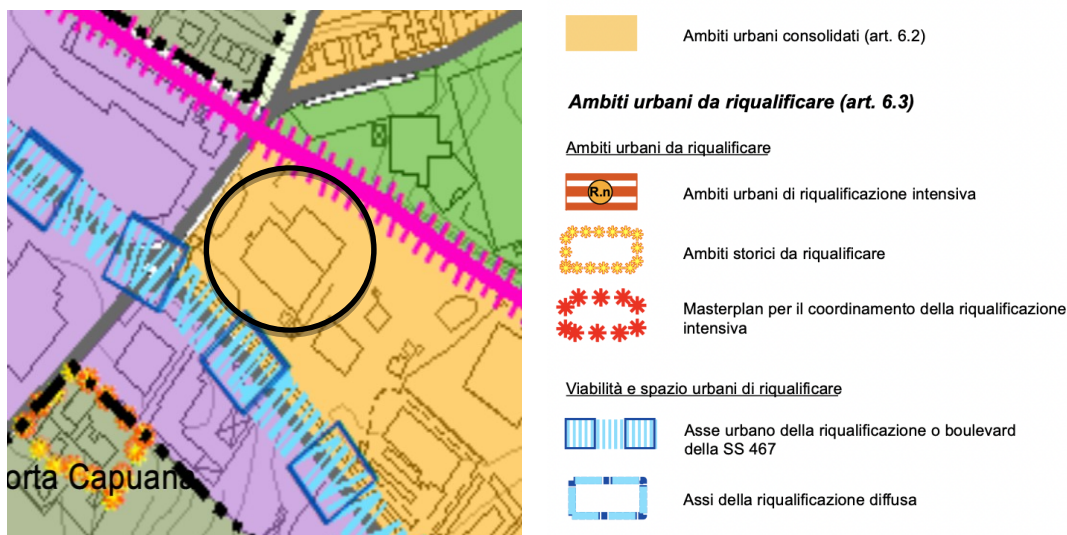 Ambiti urbani consolidati (art. 6.2)
Ambiti urbani da riqualificare (art. 6.3)
Ambiti urbani da riqualificare
R.n
Ambiti urbani di riqualificazione intensiva
Ambiti storici da riqualificare
Masterplan per il coordinamento della riqualificazione
intensiva
Viabilità e spazio urbani di riqualificare
Asse urbano della riqualificazione o boulevard
della SS 467
Assi della riqualificazione diffusa
orta Capuana